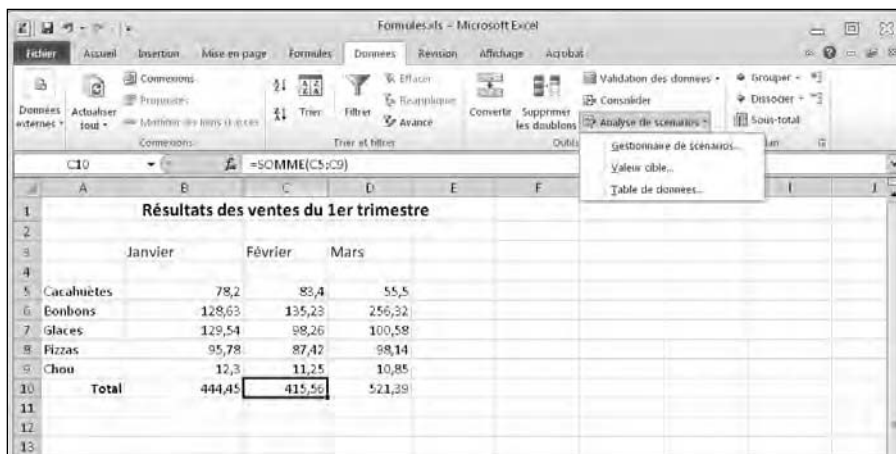 Formules.xls - Microsoft Excel
Fichier Accueil Insertion Mise en page Formules Données Révision Affichage Acrobat
Données externes
Actualiser tout
Connexions
Propriétés
Connexions
Trier
Filtrer
Effacer
Réappliquer
Avancé
Trier et filtrer
Convertir
Supprimer les doublons
Validation des données
Consolider
Analyse de scénarios
Outils
Grouper
Dissocier
Sous-total
Gestionnaire de scénarios...
Valeur cible...
Table de données...
C10 fx =SOMME(C5:C9)
A B C D E F I J
1 Résultats des ventes du 1er trimestre
2
3 Janvier Février Mars
4
5 Cacahuètes 78,2 83,4 55,5
6 Bonbons 128,63 135,23 256,32
7 Glaces 129,54 98,26 100,58
8 Pizzas 95,78 87,42 98,14
9 Chou 12,3 11,25 10,85
10 Total 444,45 415,56 521,39
11
12
13